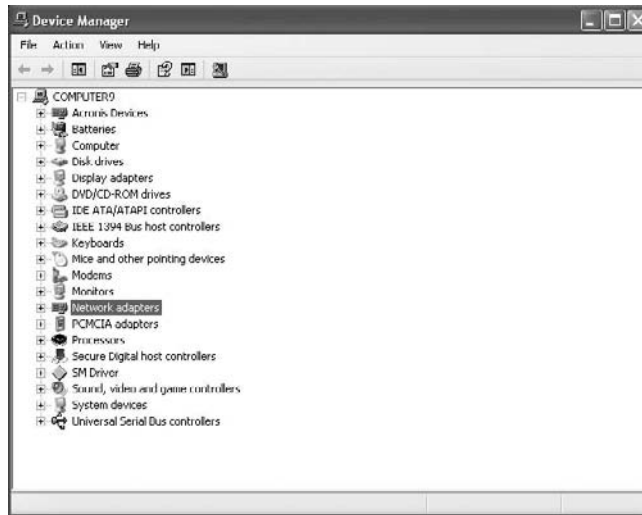 Device Manager
File Action View Help
COMPUTER9
Acronis Devices
Batteries
Computer
Disk drives
Display adapters
DVD/CD-ROM drives
IDE ATA/ATAPI controllers
IEEE 1394 Bus host controllers
Keyboards
Mice and other pointing devices
Modems
Monitors
Network adapters
PCMCIA adapters
Processors
Secure Digital host controllers
SM Driver
Sound, video and game controllers
System devices
Universal Serial Bus controllers